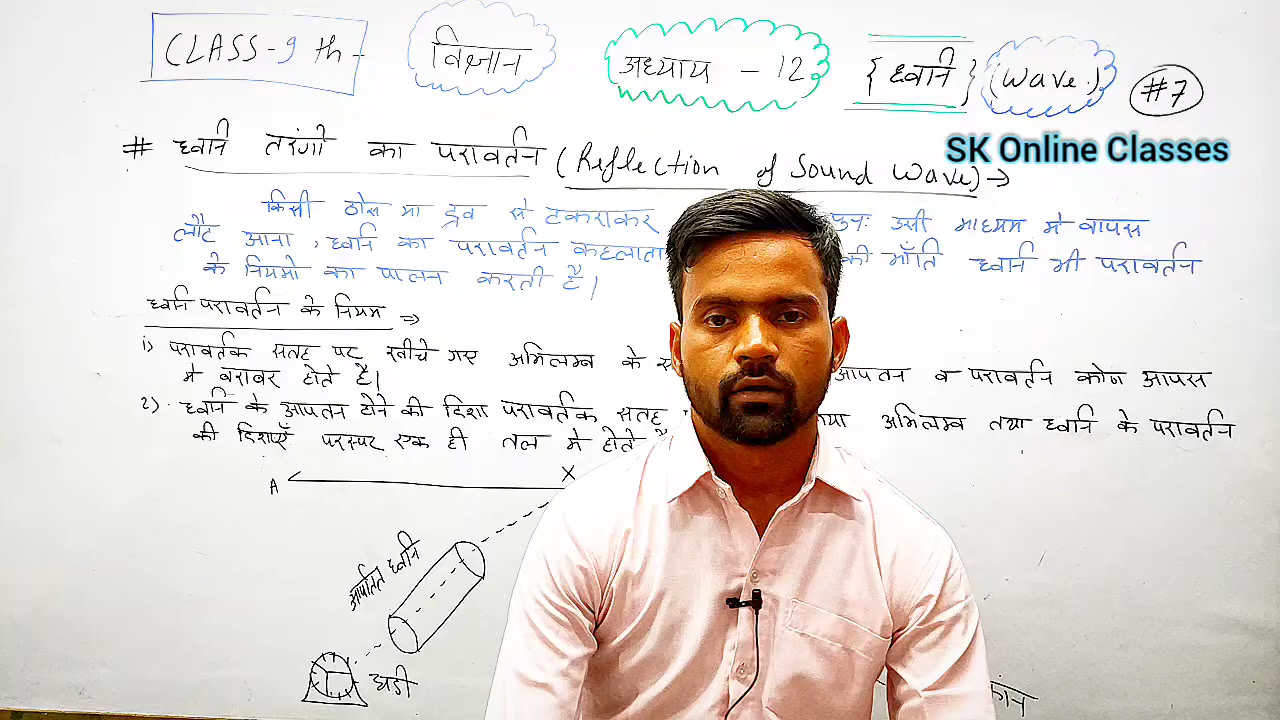 CLASS-9 th-
विज्ञान
अध्याय - 12
{ध्वनि}
(Wave)
#7
SK Online Classes
# ध्वनि तरंगो का परावर्तन (Reflection of Sound Wave) →
किसी ठोस या द्रव से टकराकर पुनः उसी माध्यम मे वापस
लौट आना, ध्वनि का परावर्तन कहलाता की भाँति ध्वनि भी परावर्तन
के नियमो का पालन करती है।
ध्वनि परावर्तन के नियम ⇒
1) परावर्तक सतह पर खीचे गए अभिलम्ब के स आपतन व परावर्तन कोण आपस
मे बराबर होते है।
2). ध्वनि के आपतन होने की दिशा परावर्तक सतह गया अभिलम्ब तथा ध्वनि के परावर्तन
की दिशाएँ परस्पर एक ही तल मे होते
A X
आपतित ध्वनि
घडी
कान